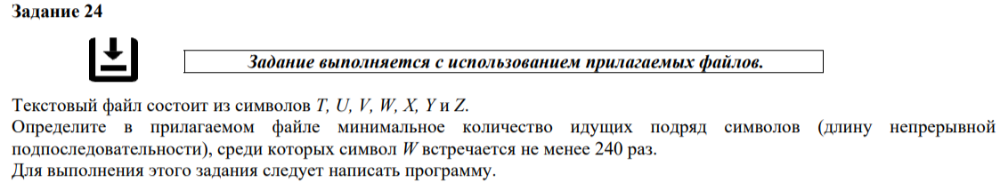 Задание 24
Задание выполняется с использованием прилагаемых файлов.
Текстовый файл состоит из символов T, U, V, W, X, Y и Z.
Определите в прилагаемом файле минимальное количество идущих подряд символов (длину непрерывной
подпоследовательности), среди которых символ W встречается не менее 240 раз.
Для выполнения этого задания следует написать программу.